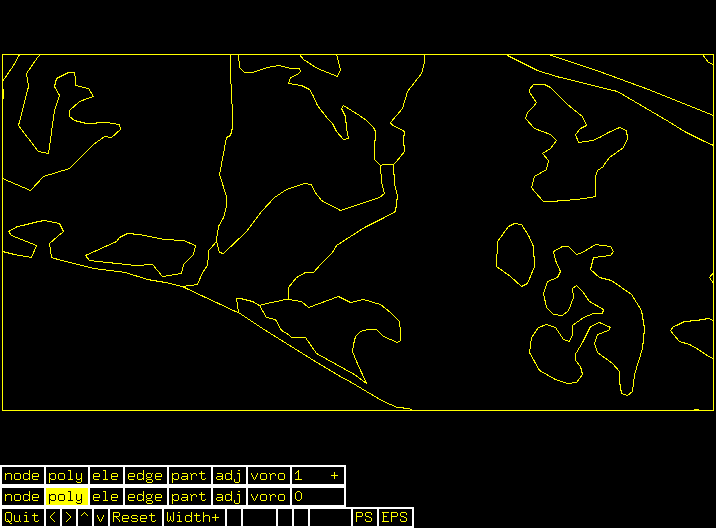 node poly ele edge part adj voro 1 +
node poly ele edge part adj voro 0
Quit < > ^ v Reset Width+ PS EPS